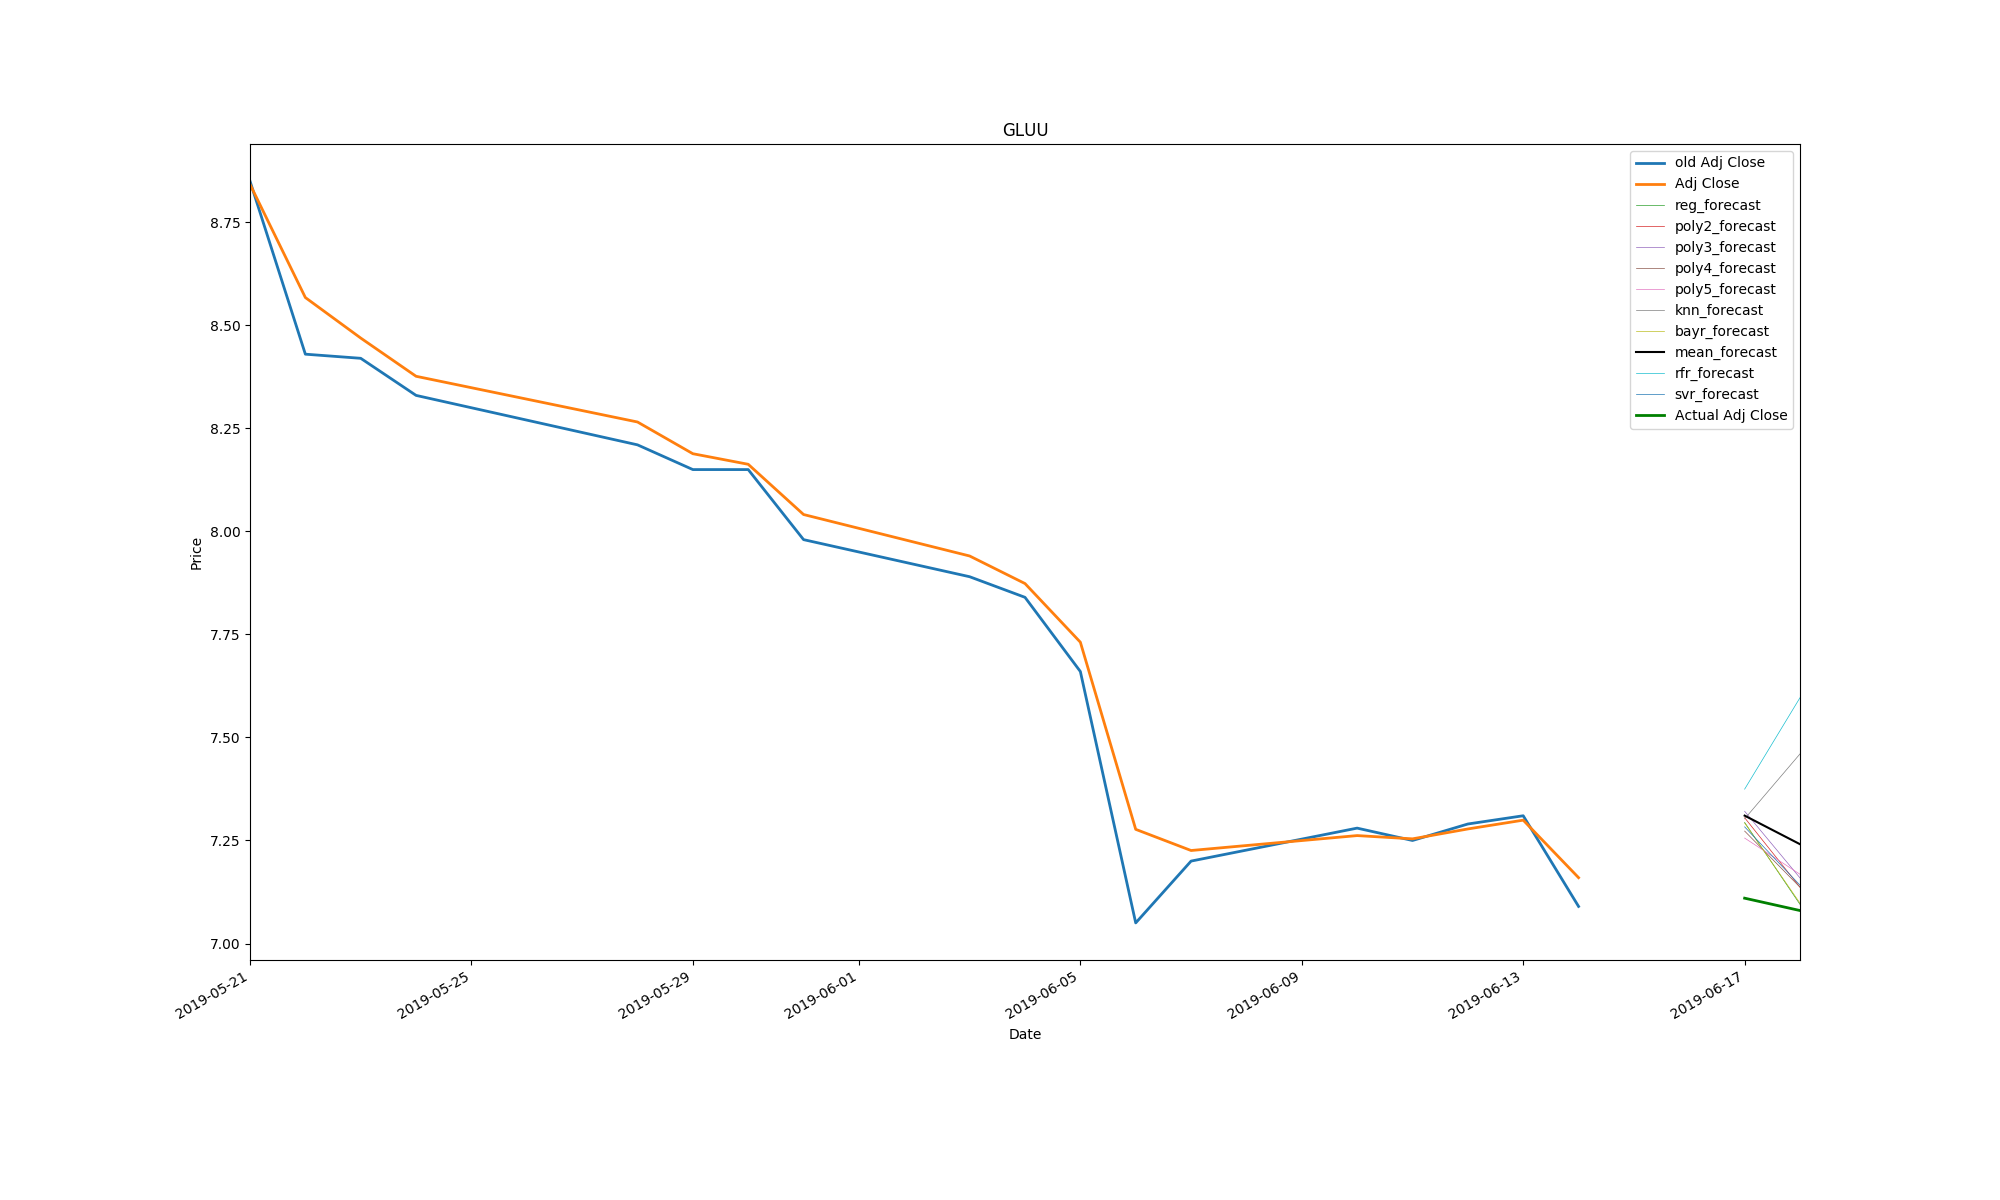 GLUU
old Adj Close
Adj Close
reg_forecast
poly2_forecast
poly3_forecast
poly4_forecast
poly5_forecast
knn_forecast
bayr_forecast
mean_forecast
rfr_forecast
svr_forecast
Actual Adj Close
8.75
8.50
8.25
8.00
7.75
7.50
7.25
7.00
Price
2019-05-21
2019-05-25
2019-05-29
2019-06-01
2019-06-05
2019-06-09
2019-06-13
2019-06-17
Date